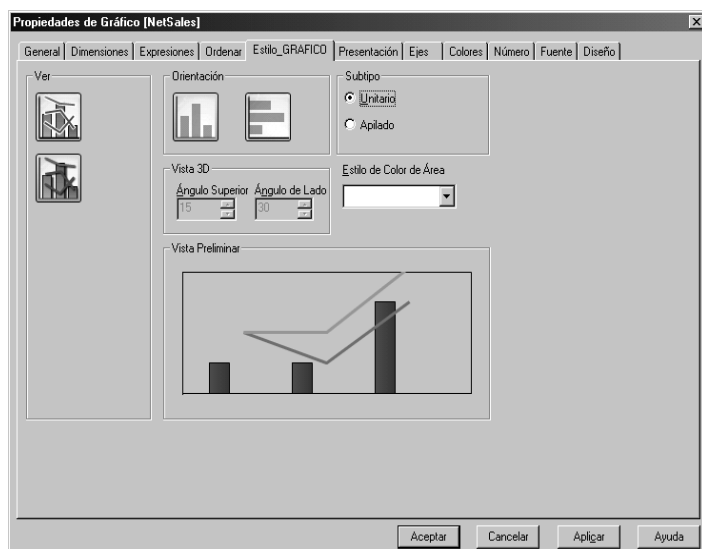 Propiedades de Gráfico [NetSales]
General Dimensiones Expresiones Ordenar Estilo_GRAFICO Presentación Ejes Colores Número Fuente Diseño
Ver
Orientación
Subtipo
Unitario
Apilado
Vista 3D
Ángulo Superior Ángulo de Lado
15 30
Estilo de Color de Área
Vista Preliminar
Aceptar Cancelar Aplicar Ayuda